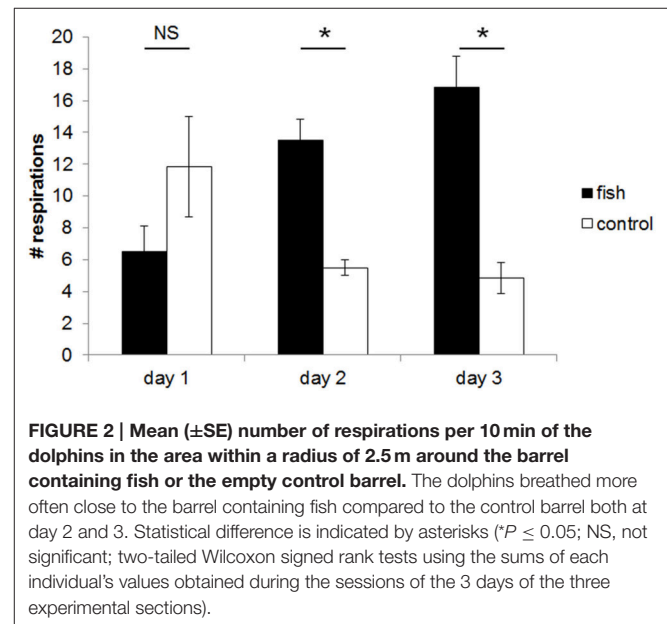 20
18
16
14
12
10
8
6
4
2
0
# respirations
NS
*
*
fish
control
day 1
day 2
day 3
FIGURE 2 | Mean (±SE) number of respirations per 10 min of the
dolphins in the area within a radius of 2.5 m around the barrel
containing fish or the empty control barrel. The dolphins breathed more
often close to the barrel containing fish compared to the control barrel both at
day 2 and 3. Statistical difference is indicated by asterisks (*P ≤ 0.05; NS, not
significant; two-tailed Wilcoxon signed rank tests using the sums of each
individual's values obtained during the sessions of the 3 days of the three
experimental sections).